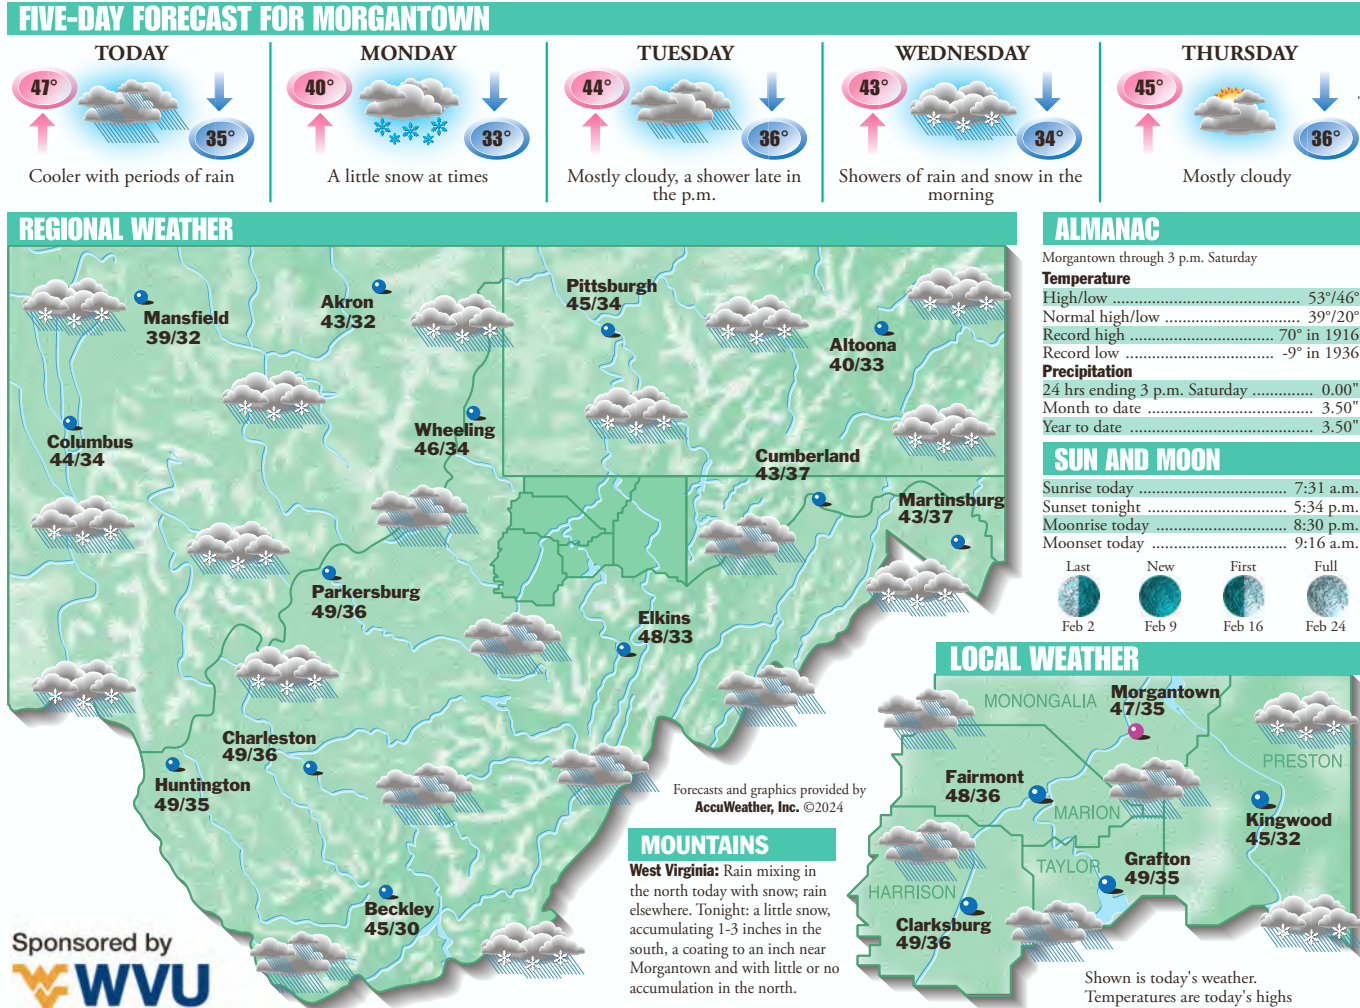 FIVE-DAY FORECAST FOR MORGANTOWN
TODAY
47°
35°
Cooler with periods of rain
MONDAY
40°
33°
A little snow at times
TUESDAY
44°
36°
Mostly cloudy, a shower late in
the p.m.
WEDNESDAY
43°
34°
Showers of rain and snow in the
morning
THURSDAY
45°
36°
Mostly cloudy
REGIONAL WEATHER
Mansfield
39/32
Akron
43/32
Pittsburgh
45/34
Altoona
40/33
Columbus
44/34
Wheeling
46/34
Cumberland
43/37
Martinsburg
43/37
Parkersburg
49/36
Elkins
48/33
Charleston
49/36
Huntington
49/35
Beckley
45/30
Forecasts and graphics provided by
AccuWeather, Inc. ©2024
MOUNTAINS
West Virginia: Rain mixing in
the north today with snow; rain
elsewhere. Tonight: a little snow,
accumulating 1-3 inches in the
south, a coating to an inch near
Morgantown and with little or no
accumulation in the north.
Sponsored by
WV WVU
ALMANAC
Morgantown through 3 p.m. Saturday
Temperature
High/low ................................ 53°/46°
Normal high/low ........................ 39°/20°
Record high ......................... 70° in 1916
Record low .......................... -9° in 1936
Precipitation
24 hrs ending 3 p.m. Saturday ............. 0.00"
Month to date ............................. 3.50"
Year to date ................................ 3.50"
SUN AND MOON
Sunrise today .......................... 7:31 a.m.
Sunset tonight ......................... 5:34 p.m.
Moonrise today ....................... 8:30 p.m.
Moonset today ........................ 9:16 a.m.
Last
New
First
Full
Feb 2
Feb 9
Feb 16
Feb 24
LOCAL WEATHER
MONONGALIA
Morgantown
47/35
PRESTON
Fairmont
48/36
MARION
Kingwood
45/32
TAYLOR
Grafton
49/35
HARRISON
Clarksburg
49/36
Shown is today's weather.
Temperatures are today's highs